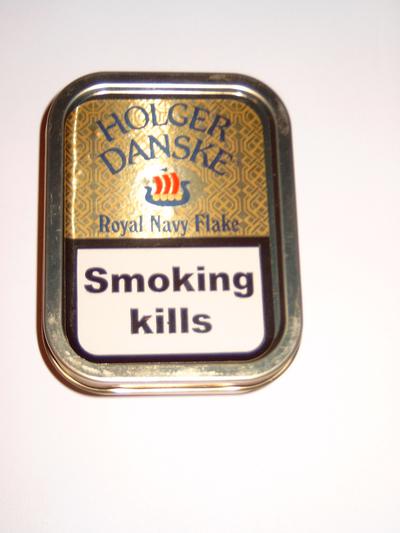 HOLGER
DANSKE
Royal Navy Flake
Smoking
kills